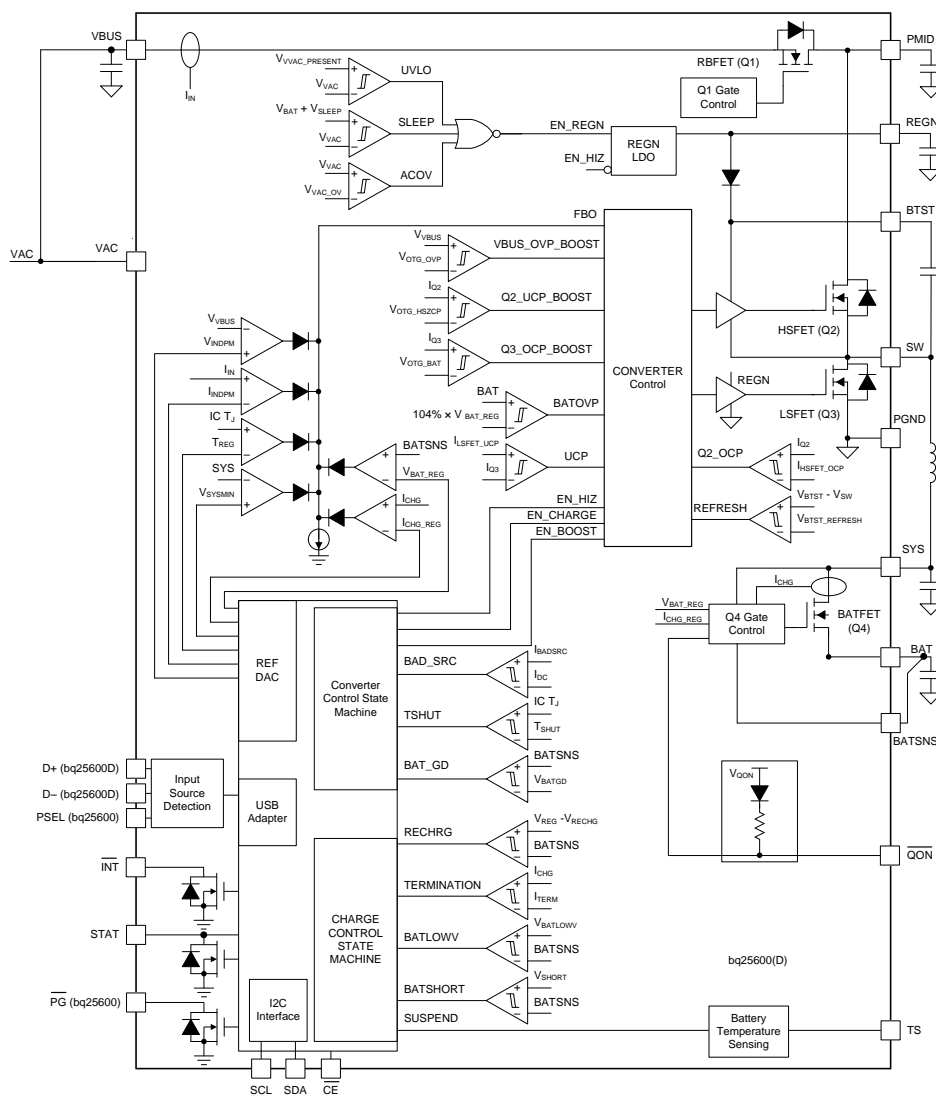 VBUS
PMID
RBFET (Q1)
I_IN
V_VVAC_PRESENT
V_VAC
UVLO
Q1 Gate
Control
V_BAT + V_SLEEP
V_VAC
SLEEP
EN_REGN
REGN
REGN
LDO
EN_HIZ
V_VAC
V_VAC_OV
ACOV
FBO
BTST
VAC
VAC
V_VBUS
V_OTG_OVP
VBUS_OVP_BOOST
I_Q2
V_OTG_HSZCP
Q2_UCP_BOOST
HSFET (Q2)
I_Q3
V_OTG_BAT
Q3_OCP_BOOST
SW
V_VBUS
V_INDPM
CONVERTER
Control
REGN
LSFET (Q3)
I_IN
I_INDPM
BAT
104% × V_BAT_REG
BATOVP
PGND
IC T_J
T_REG
BATSNS
V_BAT_REG
I_LSFET_UCP
I_Q3
UCP
Q2_OCP
I_Q2
I_HSFET_OCP
SYS
V_SYSMIN
I_CHG
I_CHG_REG
EN_HIZ
EN_CHARGE
EN_BOOST
REFRESH
V_BTST - V_SW
V_BTST_REFRESH
SYS
I_CHG
V_BAT_REG
I_CHG_REG
Q4 Gate
Control
BATFET
(Q4)
REF
DAC
Converter
Control State
Machine
BAD_SRC
I_BADSRC
I_DC
BAT
TSHUT
IC T_J
T_SHUT
BATSNS
BAT_GD
BATSNS
V_BATGD
V_QON
D+ (bq25600D)
D– (bq25600D)
PSEL (bq25600)
Input
Source
Detection
USB
Adapter
RECHRG
V_REG -V_RECHG
BATSNS
QON
INT
TERMINATION
I_CHG
I_TERM
STAT
CHARGE
CONTROL
STATE
MACHINE
BATLOWV
V_BATLOWV
BATSNS
bq25600(D)
PG (bq25600)
I2C
Interface
BATSHORT
V_SHORT
BATSNS
SUSPEND
Battery
Temperature
Sensing
TS
SCL
SDA
CE